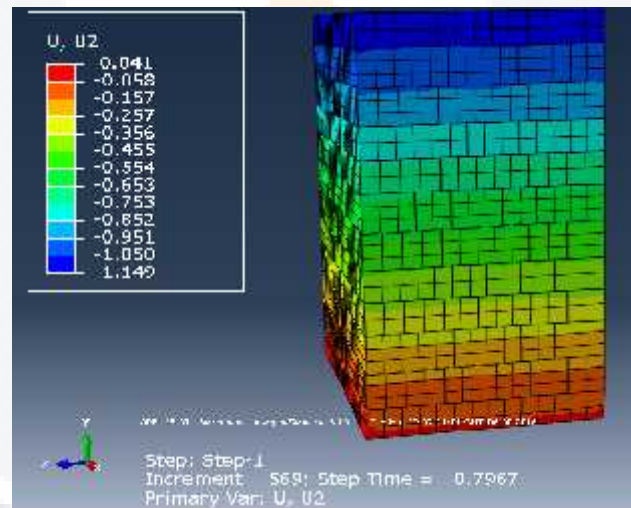 U, U2
0.041
-0.058
-0.157
-0.257
-0.356
-0.455
-0.554
-0.653
-0.753
-0.852
-0.951
-1.050
1.149
Y
Step: Step-1
Increment 569: Step Time = 0.7967
Primary Var: U, U2